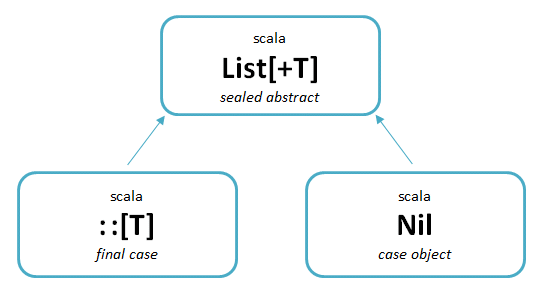 scala
List[+T]
sealed abstract
scala
::[T]
final case
scala
Nil
case object